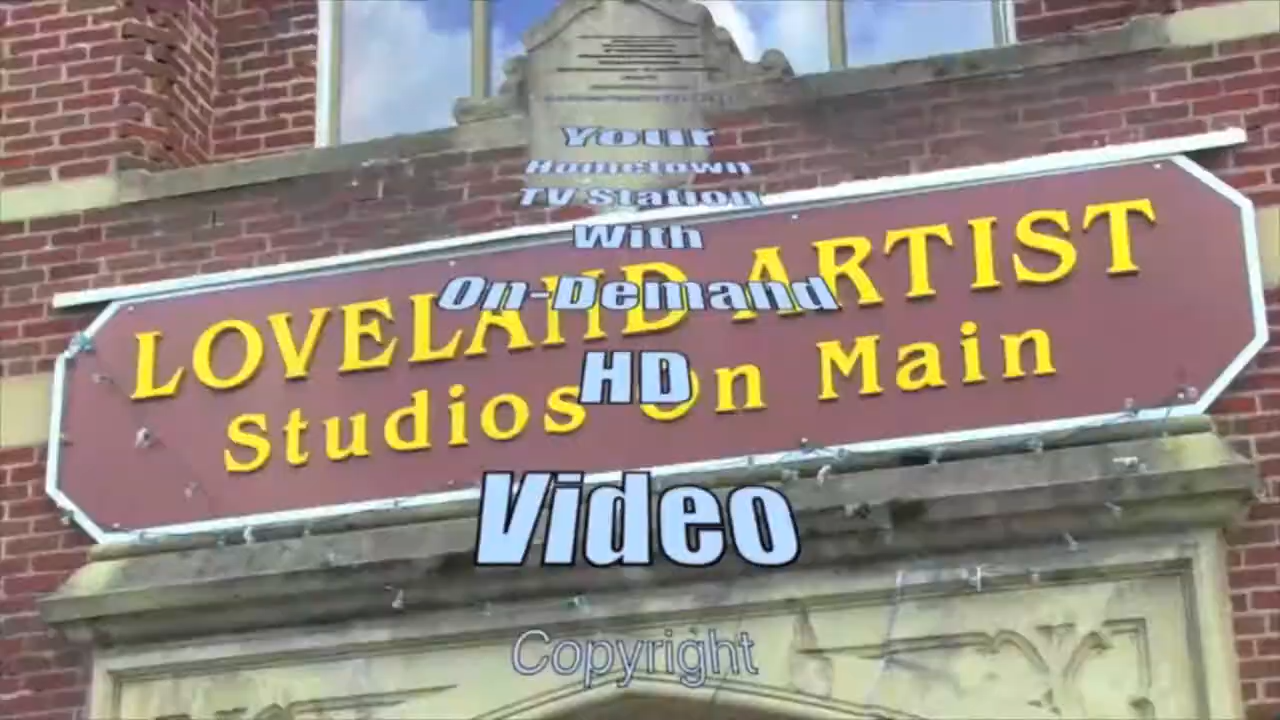 Your
Hometown
TV Station
With
On-Demand
HD
Video
Copyright
LOVELAND ARTIST
Studios On Main